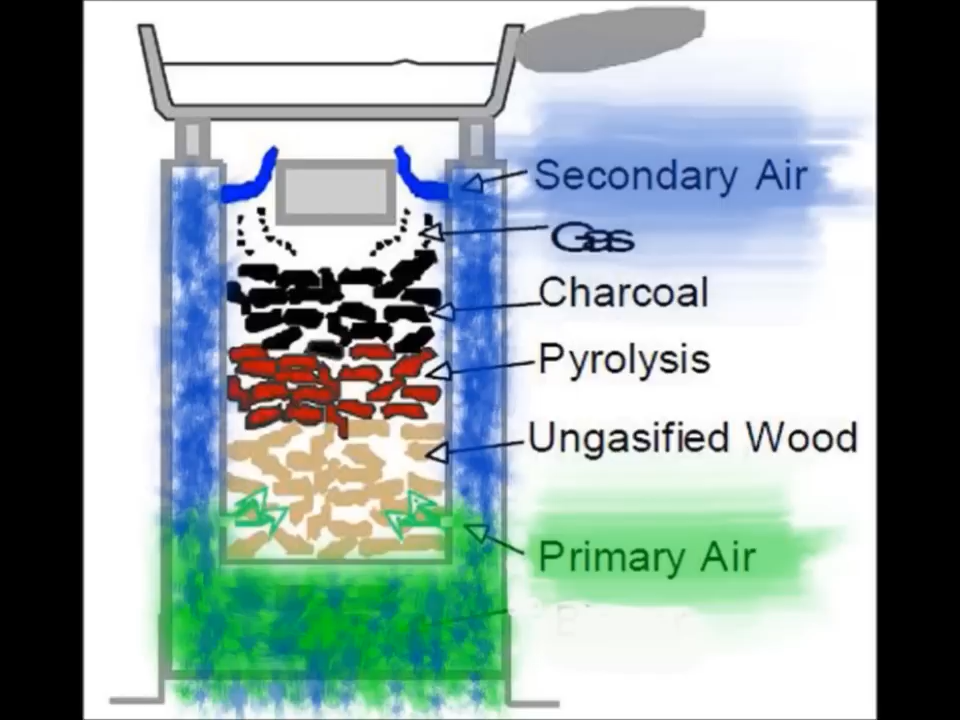 Secondary Air
Gas
Charcoal
Pyrolysis
Ungasified Wood
Primary Air